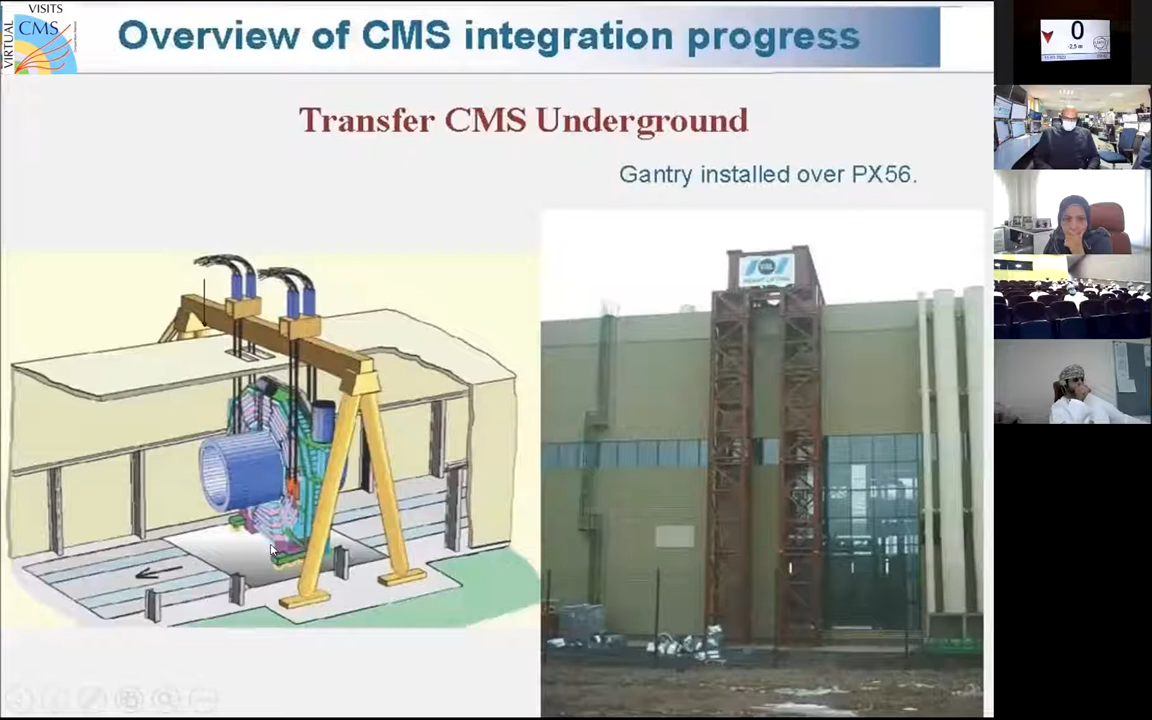 VISITS
VIRTUAL
CMS
Overview of CMS integration progress
Transfer CMS Underground
Gantry installed over PX56.
0